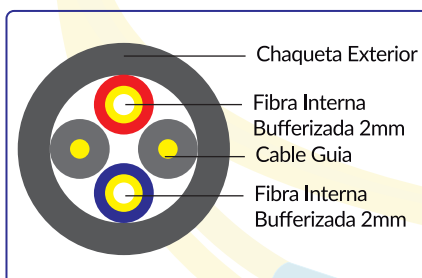 Chaqueta Exterior
Fibra Interna
Bufferizada 2mm
Cable Guia
Fibra Interna
Bufferizada 2mm